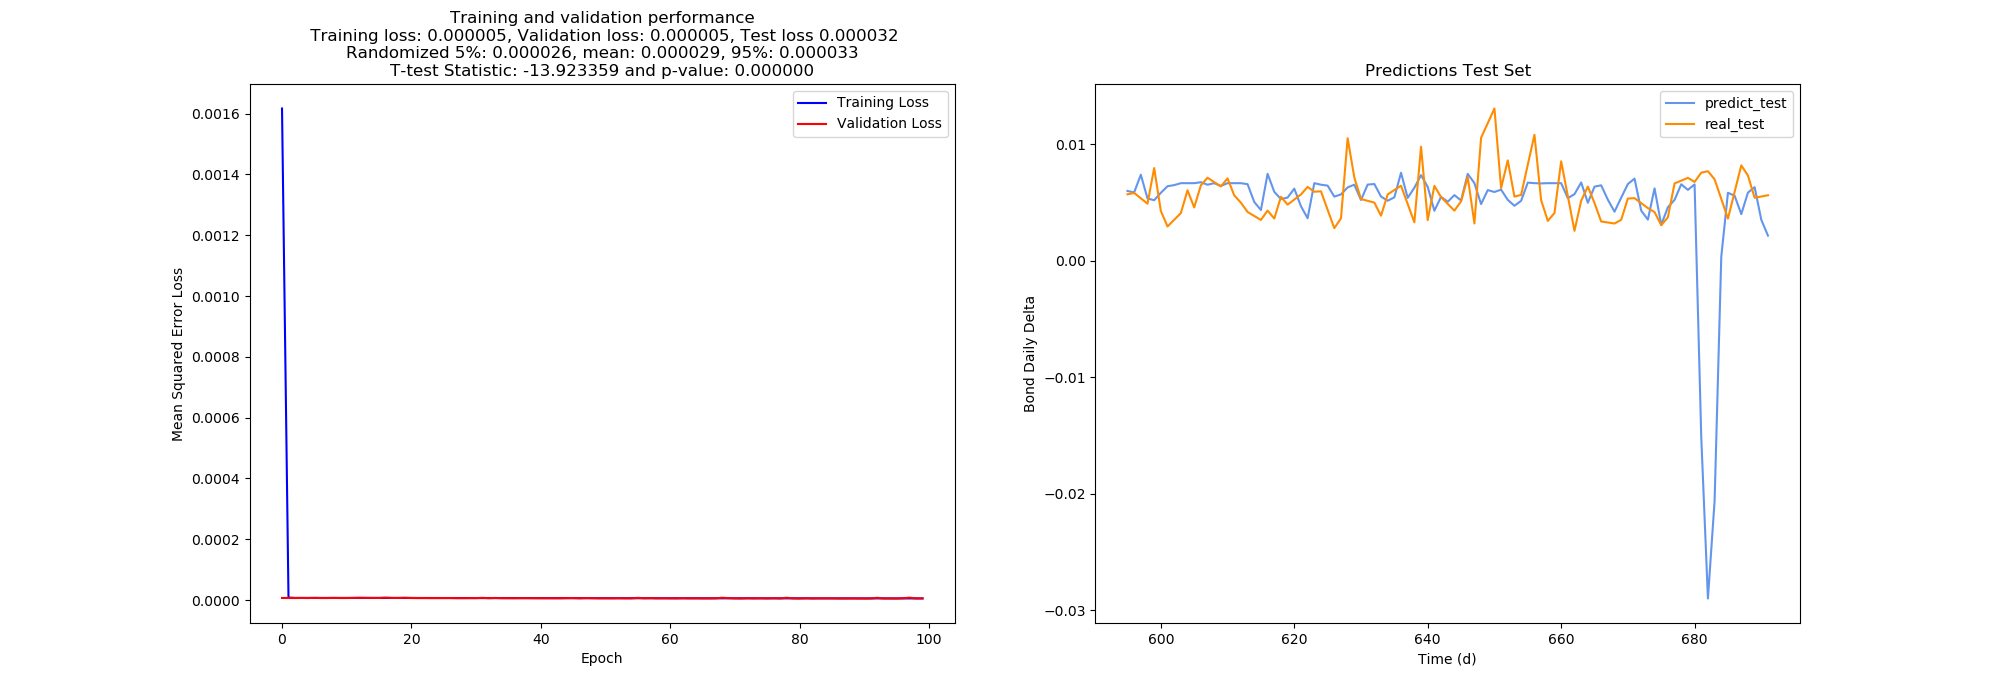 Training and validation performance
Training loss: 0.000005, Validation loss: 0.000005, Test loss 0.000032
Randomized 5%: 0.000026, mean: 0.000029, 95%: 0.000033
T-test Statistic: -13.923359 and p-value: 0.000000
Training Loss
Validation Loss
Mean Squared Error Loss
0.0016
0.0014
0.0012
0.0010
0.0008
0.0006
0.0004
0.0002
0.0000
0
20
40
60
80
100
Epoch
Predictions Test Set
predict_test
real_test
Bond Daily Delta
0.01
0.00
−0.01
−0.02
−0.03
600
620
640
660
680
Time (d)